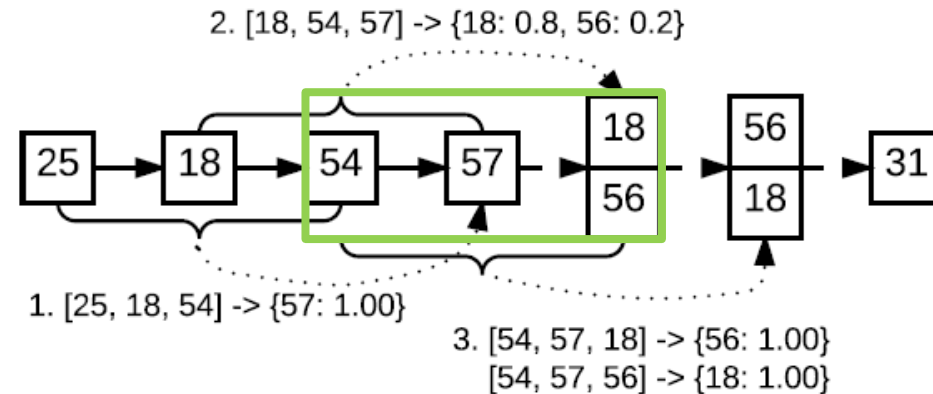 2. [18, 54, 57] -> {18: 0.8, 56: 0.2}
25 18 54 57 18 56 31
56 18
1. [25, 18, 54] -> {57: 1.00}
3. [54, 57, 18] -> {56: 1.00}
[54, 57, 56] -> {18: 1.00}